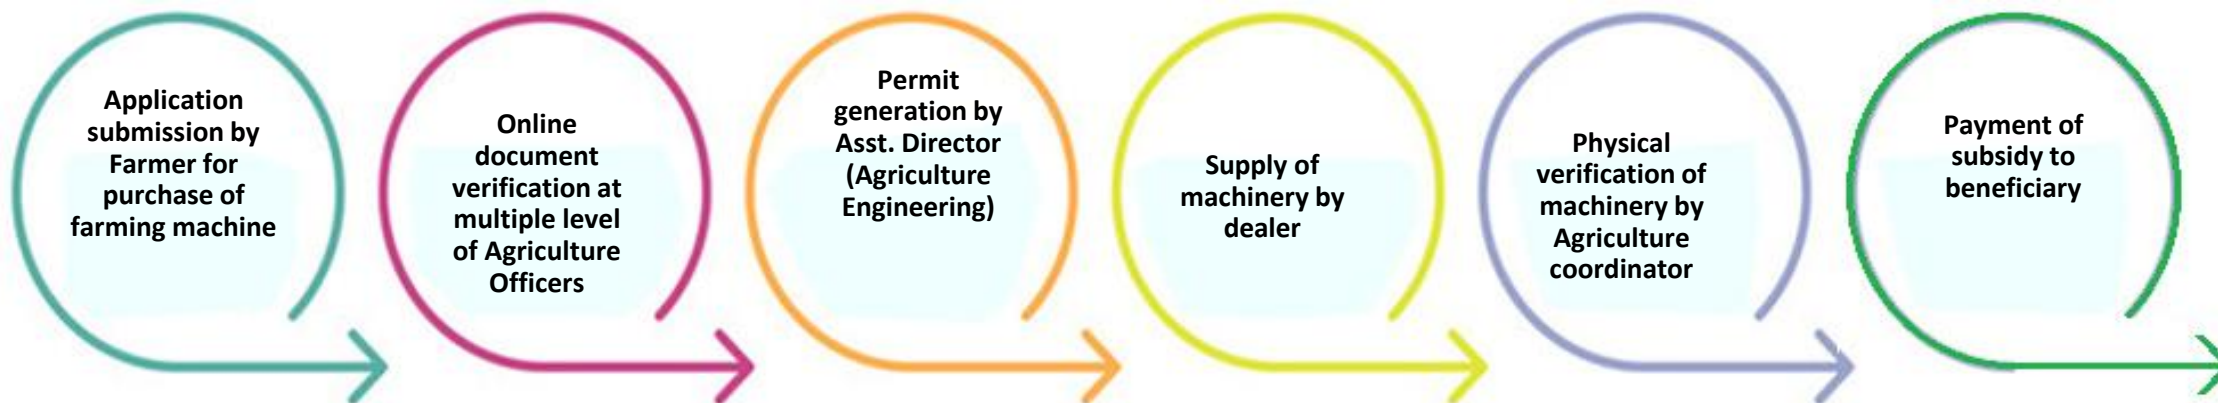 Application
submission by
Farmer for
purchase of
farming machine
Online
document
verification at
multiple level
of Agriculture
Officers
Permit
generation by
Asst. Director
(Agriculture
Engineering)
Supply of
machinery by
dealer
Physical
verification of
machinery by
Agriculture
coordinator
Payment of
subsidy to
beneficiary